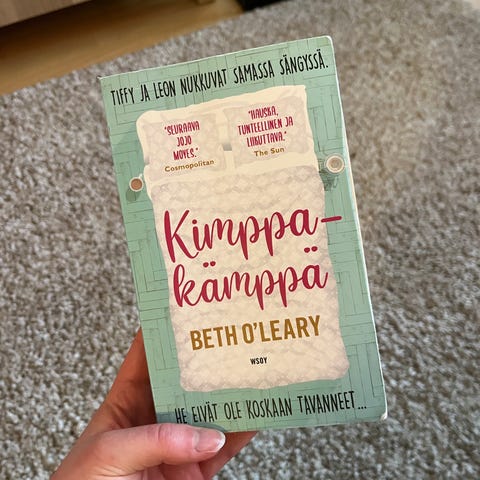 TIFFY JA LEON NUKKUVAT SAMASSA SÄNGYSSÄ.
"SEURAAVA
JOJO
MOYES."
Cosmopolitan
"HAUSKA,
TUNTEELLINEN JA
LIIKUTTAVA."
The Sun
Kimppa-
kämppä
BETH O'LEARY
WSOY
HE EIVÄT OLE KOSKAAN TAVANNEET...